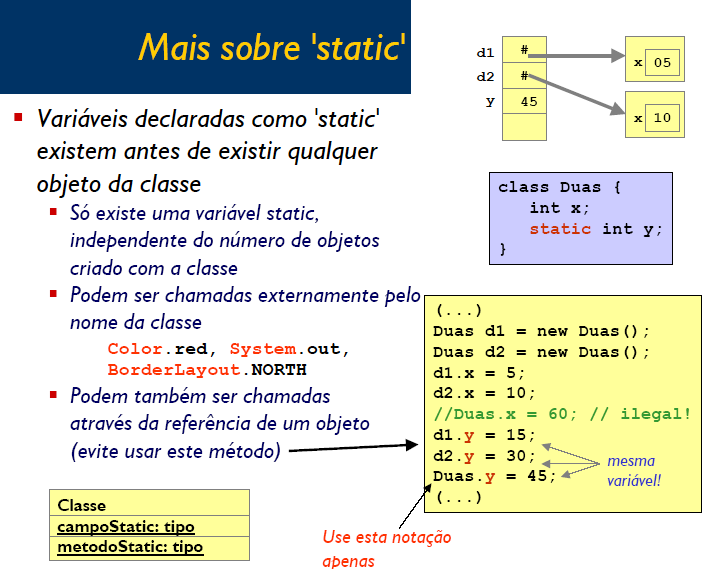 Mais sobre 'static'
▪ Variáveis declaradas como 'static'
existem antes de existir qualquer
objeto da classe
▪ Só existe uma variável static,
independente do número de objetos
criado com a classe
▪ Podem ser chamadas externamente pelo
nome da classe
Color.red, System.out,
BorderLayout.NORTH
▪ Podem também ser chamadas
através da referência de um objeto
(evite usar este método)
Classe
campoStatic: tipo
metodoStatic: tipo
d1 #
d2 #
y 45
x 05
x 10
class Duas {
int x;
static int y;
}
(...)
Duas d1 = new Duas();
Duas d2 = new Duas();
d1.x = 5;
d2.x = 10;
//Duas.x = 60; // ilegal!
d1.y = 15;
d2.y = 30;
Duas.y = 45;
(...)
mesma
variável!
Use esta notação
apenas